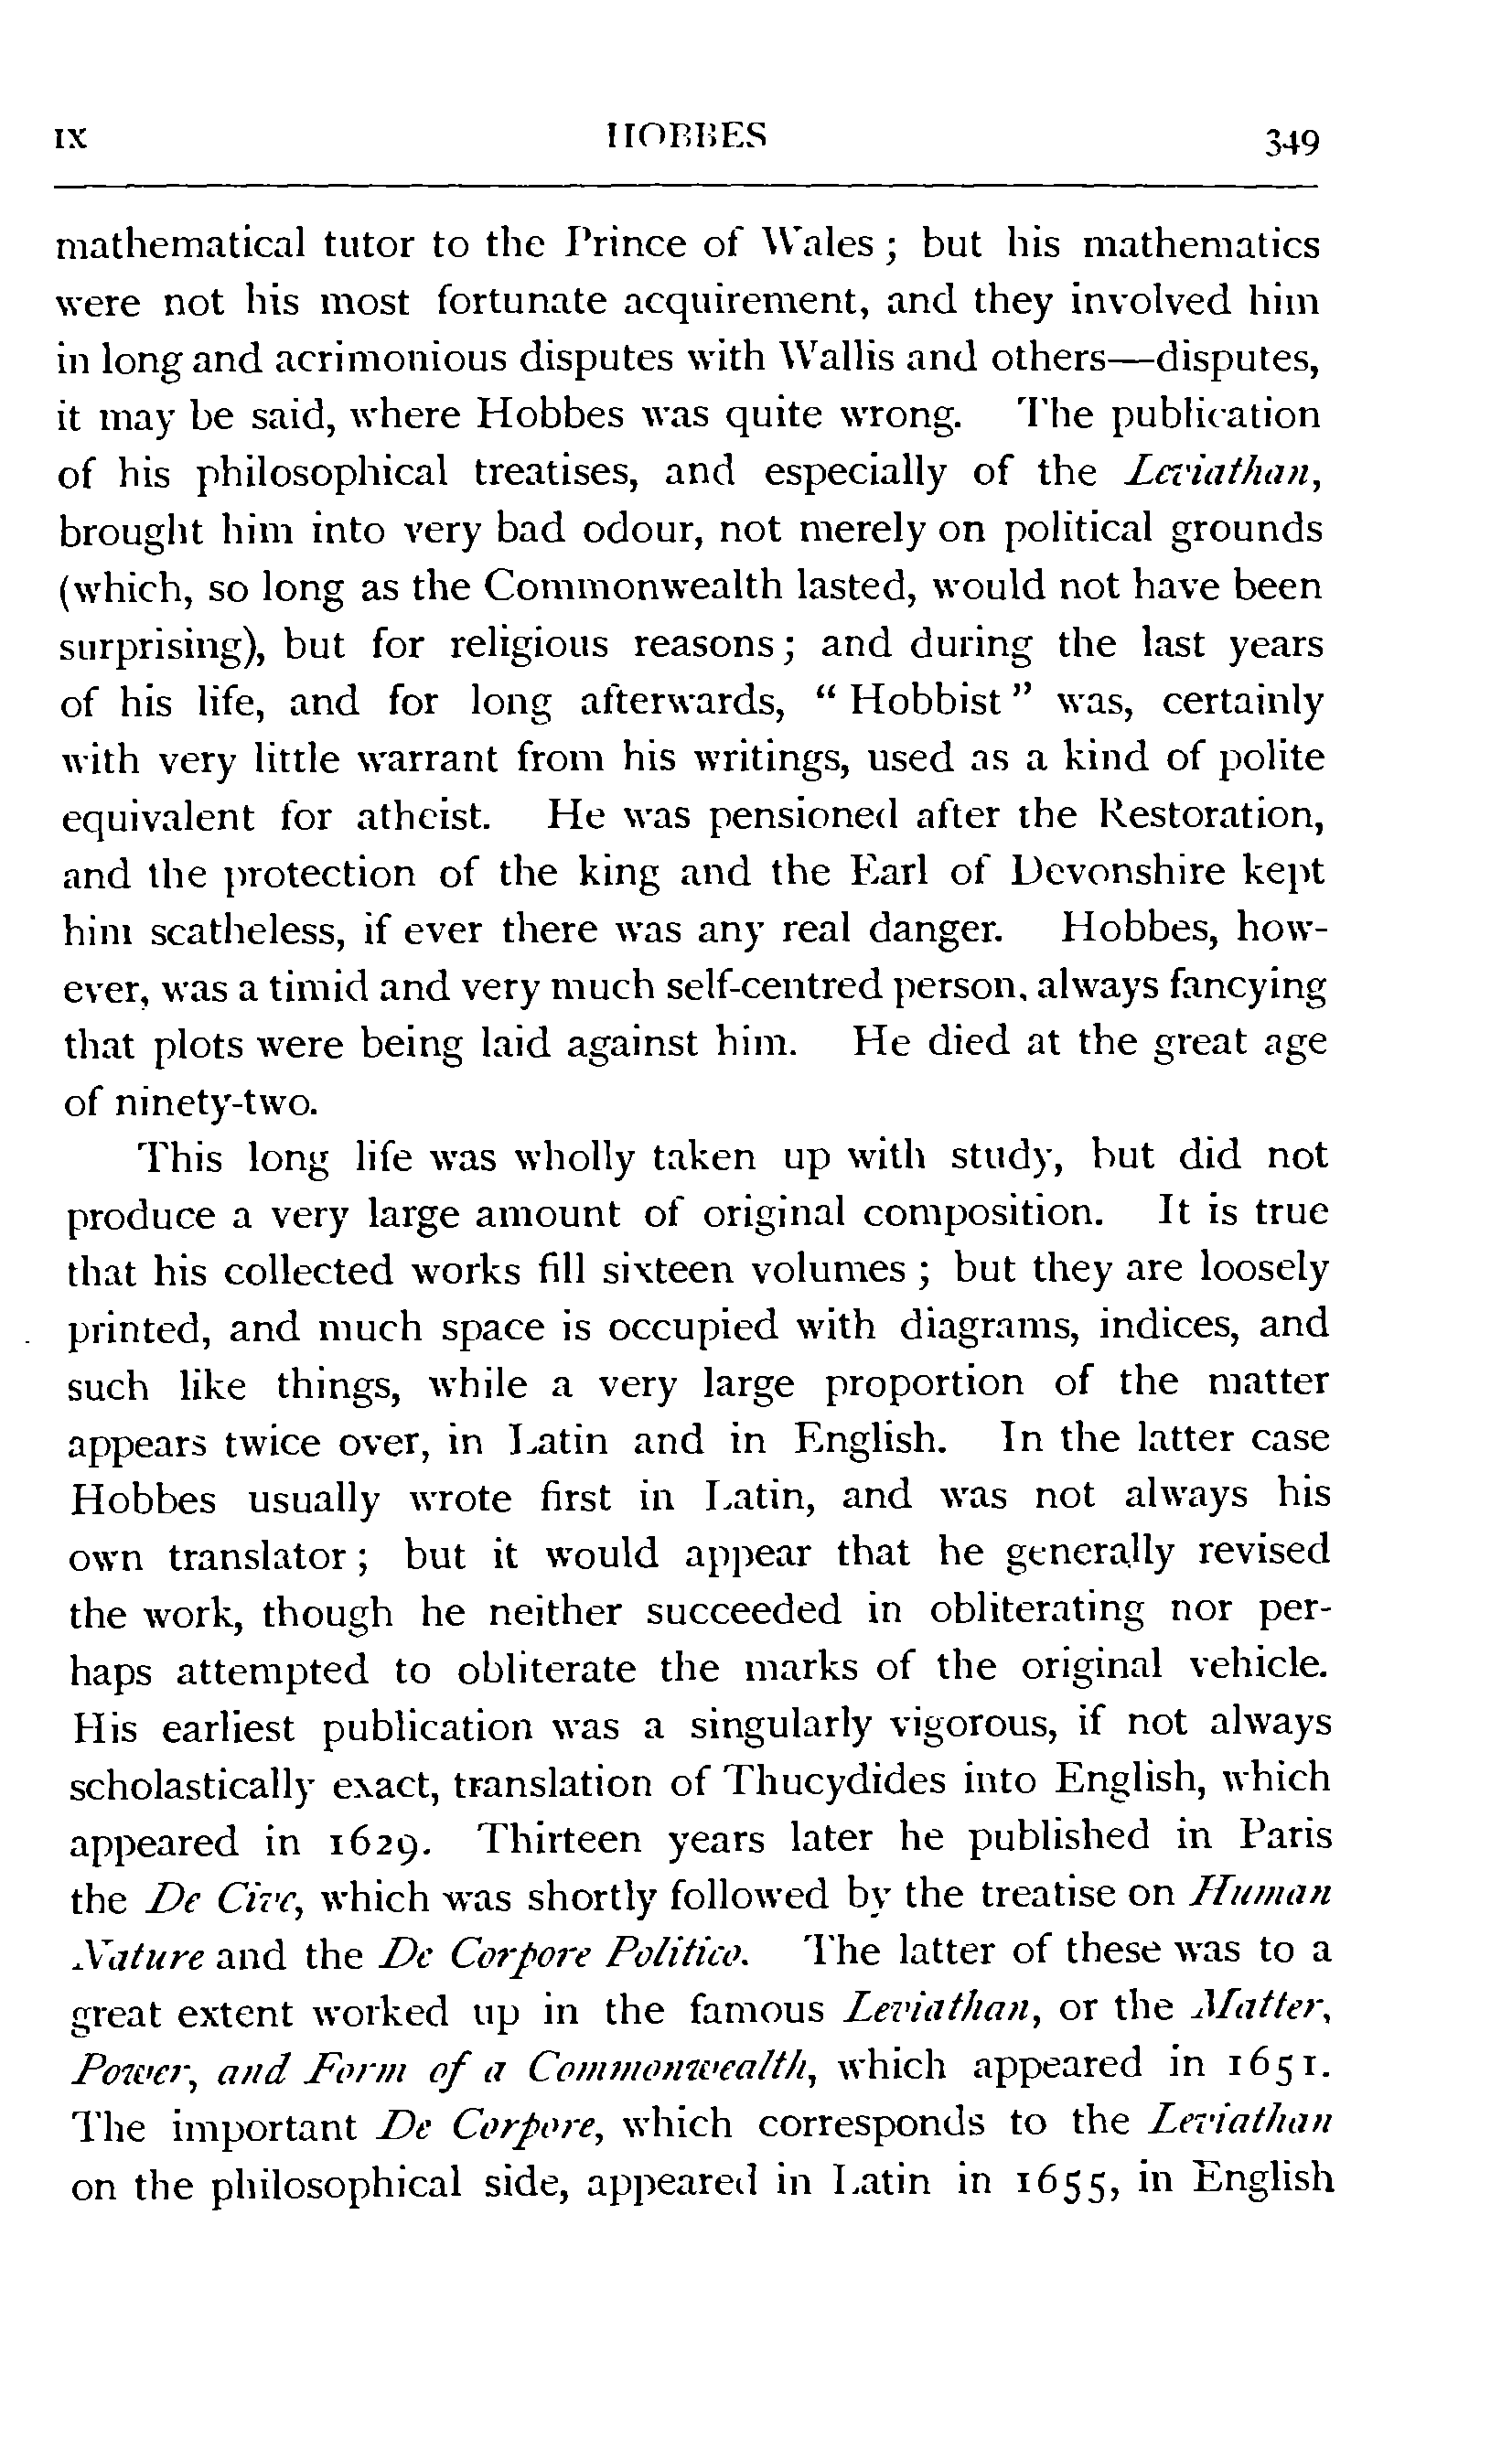 IX HOBBES 349
mathematical tutor to the Prince of Wales ; but his mathematics
were not his most fortunate acquirement, and they involved him
in long and acrimonious disputes with Wallis and others—disputes,
it may be said, where Hobbes was quite wrong. The publication
of his philosophical treatises, and especially of the Leviathan,
brought him into very bad odour, not merely on political grounds
(which, so long as the Commonwealth lasted, would not have been
surprising), but for religious reasons ; and during the last years
of his life, and for long afterwards, “ Hobbist ” was, certainly
with very little warrant from his writings, used as a kind of polite
equivalent for atheist. He was pensioned after the Restoration,
and the protection of the king and the Earl of Devonshire kept
him scatheless, if ever there was any real danger. Hobbes, how-
ever, was a timid and very much self-centred person, always fancying
that plots were being laid against him. He died at the great age
of ninety-two.
This long life was wholly taken up with study, but did not
produce a very large amount of original composition. It is true
that his collected works fill sixteen volumes ; but they are loosely
printed, and much space is occupied with diagrams, indices, and
such like things, while a very large proportion of the matter
appears twice over, in Latin and in English. In the latter case
Hobbes usually wrote first in Latin, and was not always his
own translator ; but it would appear that he generally revised
the work, though he neither succeeded in obliterating nor per-
haps attempted to obliterate the marks of the original vehicle.
His earliest publication was a singularly vigorous, if not always
scholastically exact, translation of Thucydides into English, which
appeared in 1629. Thirteen years later he published in Paris
the De Cive, which was shortly followed by the treatise on Human
Nature and the De Corpore Politico. The latter of these was to a
great extent worked up in the famous Leviathan, or the Matter,
Power, and Form of a Commonwealth, which appeared in 1651.
The important De Corpore, which corresponds to the Leviathan
on the philosophical side, appeared in Latin in 1655, in English